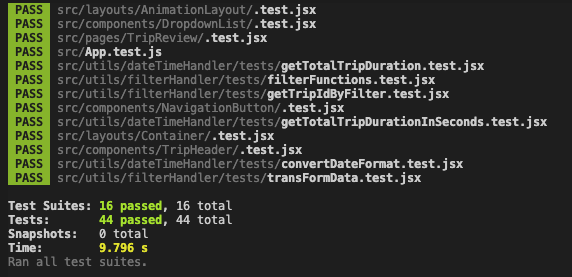 PASS src/layouts/AnimationLayout/.test.jsx
PASS src/components/DropdownList/.test.jsx
PASS src/pages/TripReview/.test.jsx
PASS src/App.test.js
PASS src/utils/dateTimeHandler/tests/getTotalTripDuration.test.jsx
PASS src/utils/filterHandler/tests/filterFunctions.test.jsx
PASS src/utils/filterHandler/tests/getTripIdByFilter.test.jsx
PASS src/components/NavigationButton/.test.jsx
PASS src/utils/dateTimeHandler/tests/getTotalTripDurationInSeconds.test.jsx
PASS src/layouts/Container/.test.jsx
PASS src/components/TripHeader/.test.jsx
PASS src/utils/dateTimeHandler/tests/convertDateFormat.test.jsx
PASS src/utils/filterHandler/tests/transFormData.test.jsx
Test Suites: 16 passed, 16 total
Tests: 44 passed, 44 total
Snapshots: 0 total
Time: 9.796 s
Ran all test suites.